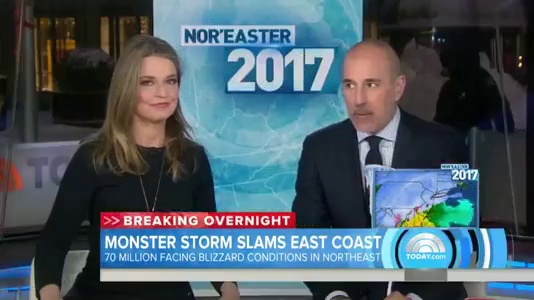 NOR'EASTER
2017
TODAY
NOR'EASTER
2017
BREAKING OVERNIGHT
MONSTER STORM SLAMS EAST COAST
70 MILLION FACING BLIZZARD CONDITIONS IN NORTHEAST
TODAY.com